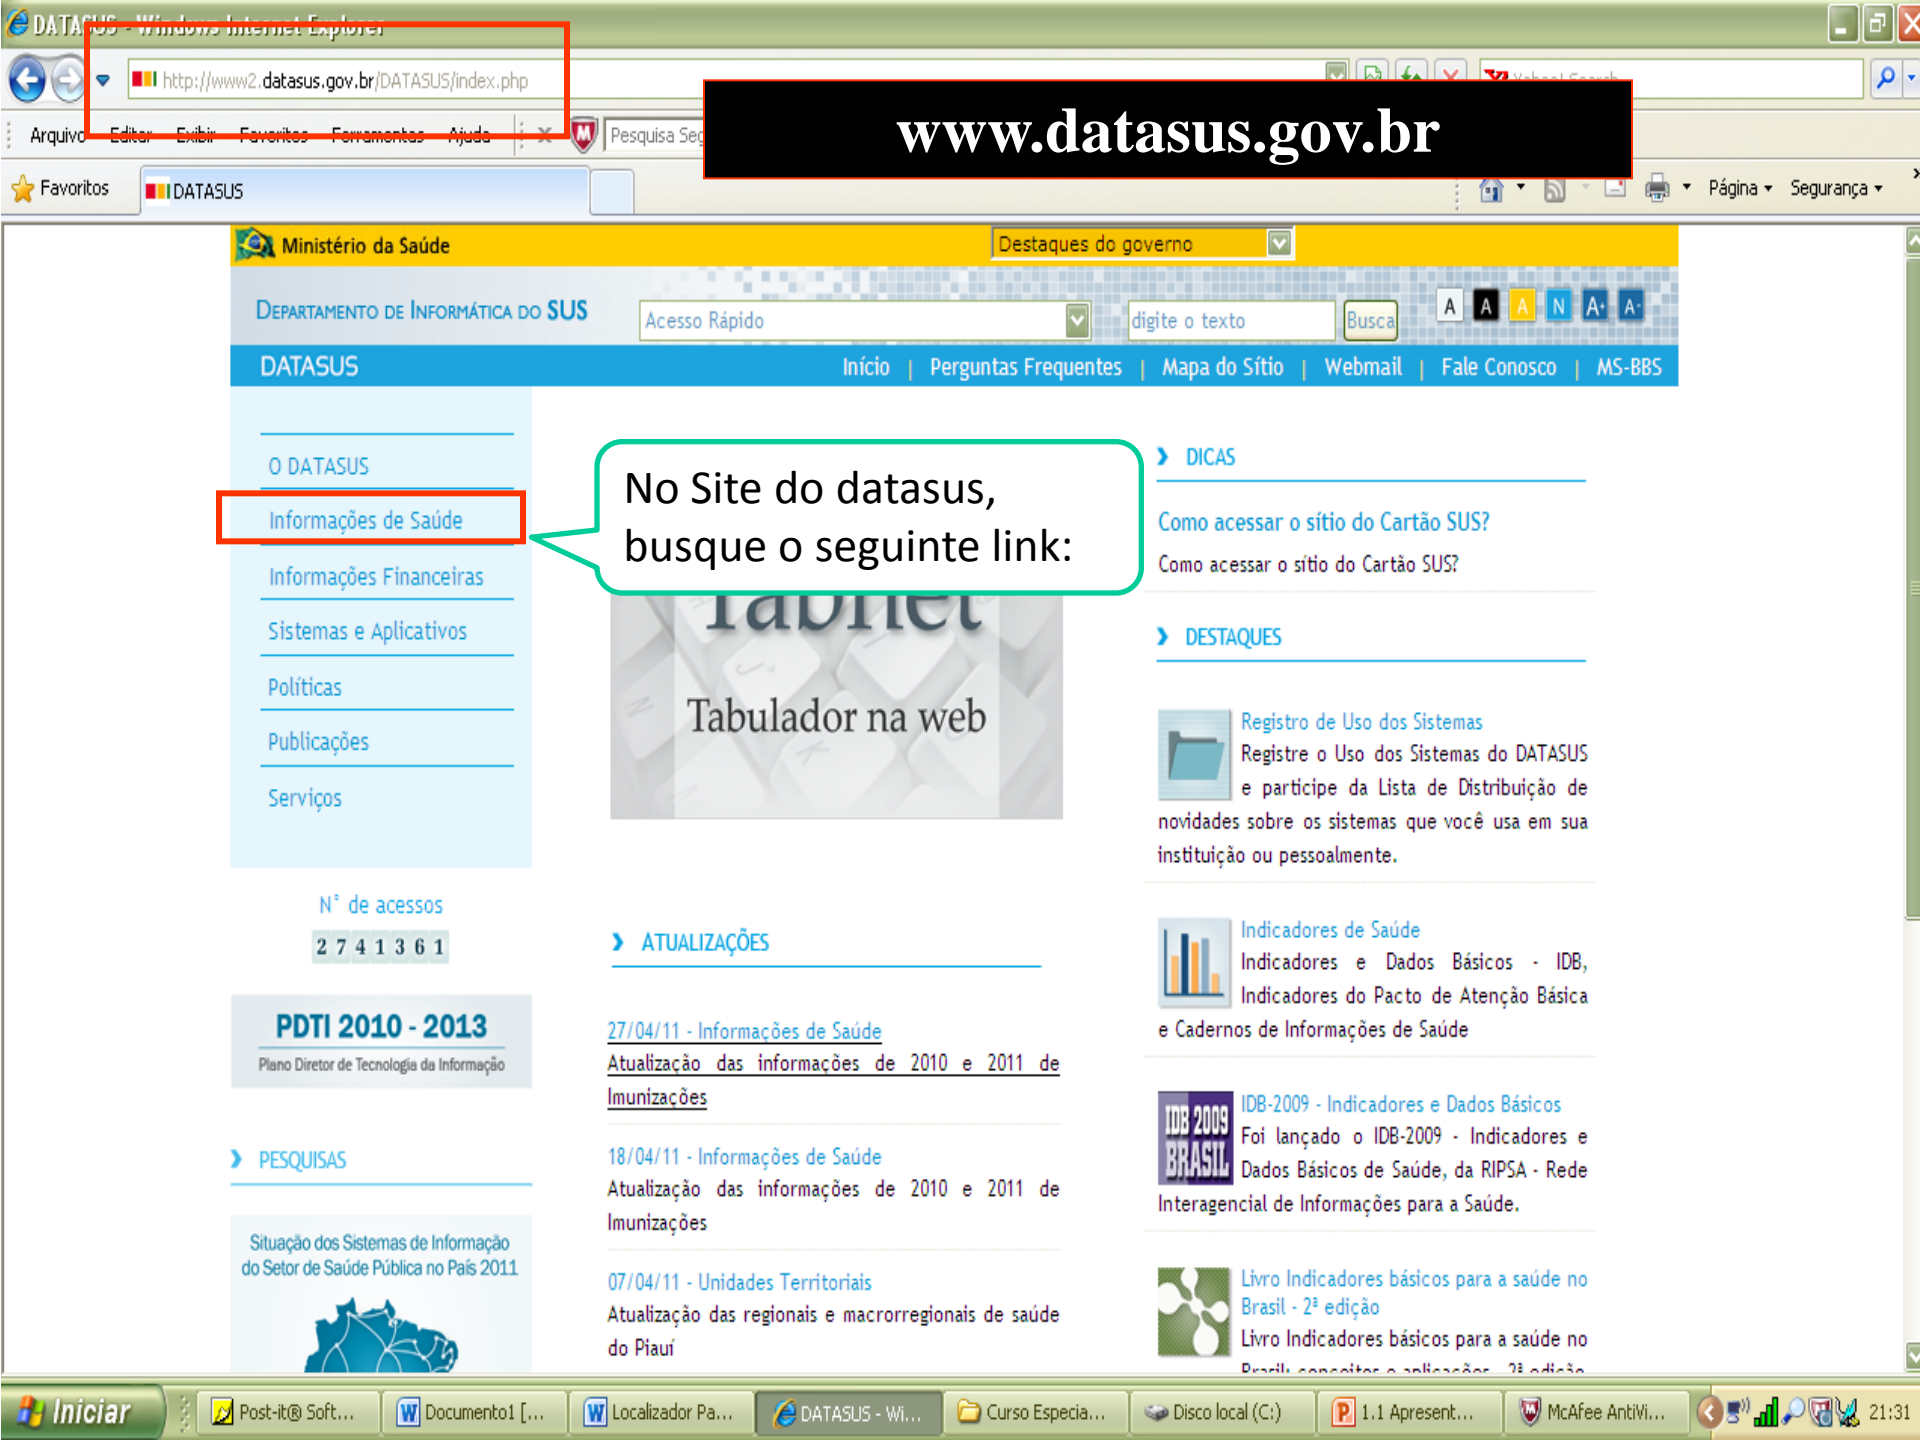 DATASUS - Windows Internet Explorer
http://www2.datasus.gov.br/DATASUS/index.php
www.datasus.gov.br
Arquivo Editar Exibir Favoritos Ferramentas Ajuda
Pesquisa Seg
Favoritos
DATASUS
Página
Segurança
Ministério da Saúde
Destaques do governo
DEPARTAMENTO DE INFORMÁTICA DO SUS
Acesso Rápido
digite o texto
Busca
A A A N A+ A-
DATASUS
Início | Perguntas Frequentes | Mapa do Sítio | Webmail | Fale Conosco | MS-BBS
O DATASUS
Informações de Saúde
Informações Financeiras
Sistemas e Aplicativos
Políticas
Publicações
Serviços
N° de acessos
2741361
PDTI 2010 - 2013
Plano Diretor de Tecnologia da Informação
PESQUISAS
Situação dos Sistemas de Informação
do Setor de Saúde Pública no País 2011
No Site do datasus,
busque o seguinte link:
Tabnet
Tabulador na web
ATUALIZAÇÕES
27/04/11 - Informações de Saúde
Atualização das informações de 2010 e 2011 de
Imunizações
18/04/11 - Informações de Saúde
Atualização das informações de 2010 e 2011 de
Imunizações
07/04/11 - Unidades Territoriais
Atualização das regionais e macrorregionais de saúde
do Piauí
DICAS
Como acessar o sítio do Cartão SUS?
Como acessar o sítio do Cartão SUS?
DESTAQUES
Registro de Uso dos Sistemas
Registre o Uso dos Sistemas do DATASUS
e participe da Lista de Distribuição de
novidades sobre os sistemas que você usa em sua
instituição ou pessoalmente.
Indicadores de Saúde
Indicadores e Dados Básicos - IDB,
Indicadores do Pacto de Atenção Básica
e Cadernos de Informações de Saúde
IDB 2009
BRASIL
IDB-2009 - Indicadores e Dados Básicos
Foi lançado o IDB-2009 - Indicadores e
Dados Básicos de Saúde, da RIPSA - Rede
Interagencial de Informações para a Saúde.
Livro Indicadores básicos para a saúde no
Brasil - 2ª edição
Livro Indicadores básicos para a saúde no
Brasil: conceitos e aplicações - 2ª edição
Iniciar
Post-it® Soft...
Documento1 [...
Localizador Pa...
DATASUS - Wi...
Curso Especia...
Disco local (C:)
1.1 Apresent...
McAfee AntiVi...
21:31